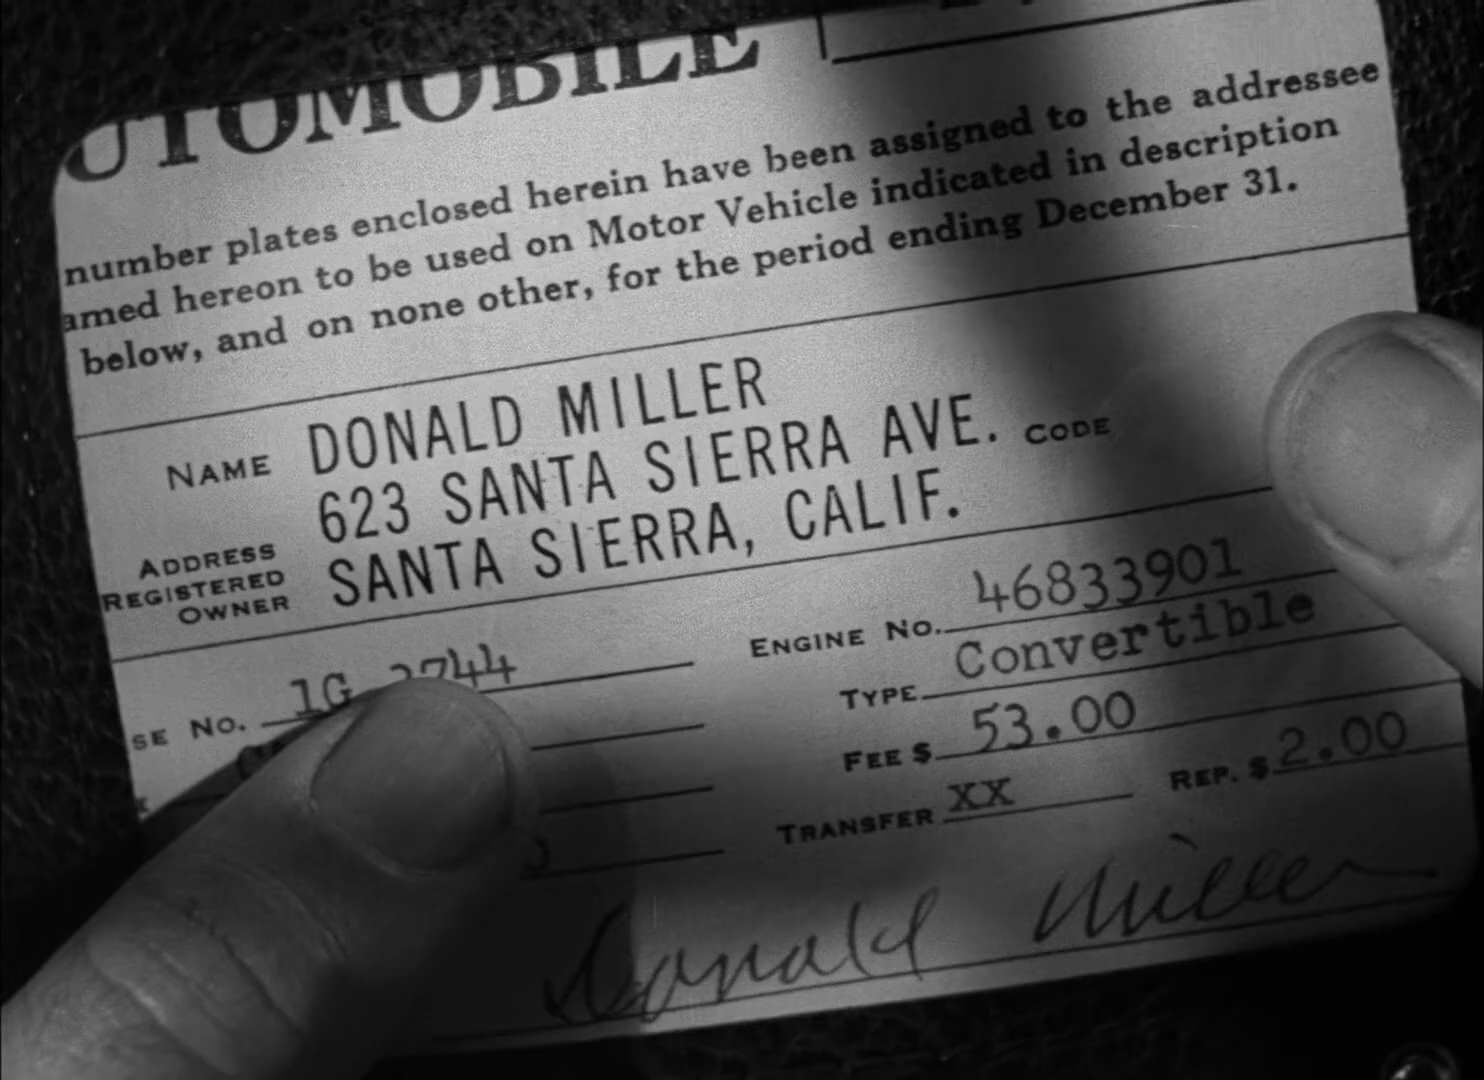 UTOMOBILE
number plates enclosed herein have been assigned to the addressee
amed hereon to be used on Motor Vehicle indicated in description
below, and on none other, for the period ending December 31.
NAME DONALD MILLER
623 SANTA SIERRA AVE. CODE
ADDRESS REGISTERED OWNER SANTA SIERRA, CALIF.
SE No. 1G 2744
ENGINE No. 46833901
TYPE Convertible
FEE $ 53.00
TRANSFER XX REP. $ 2.00
Donald Miller